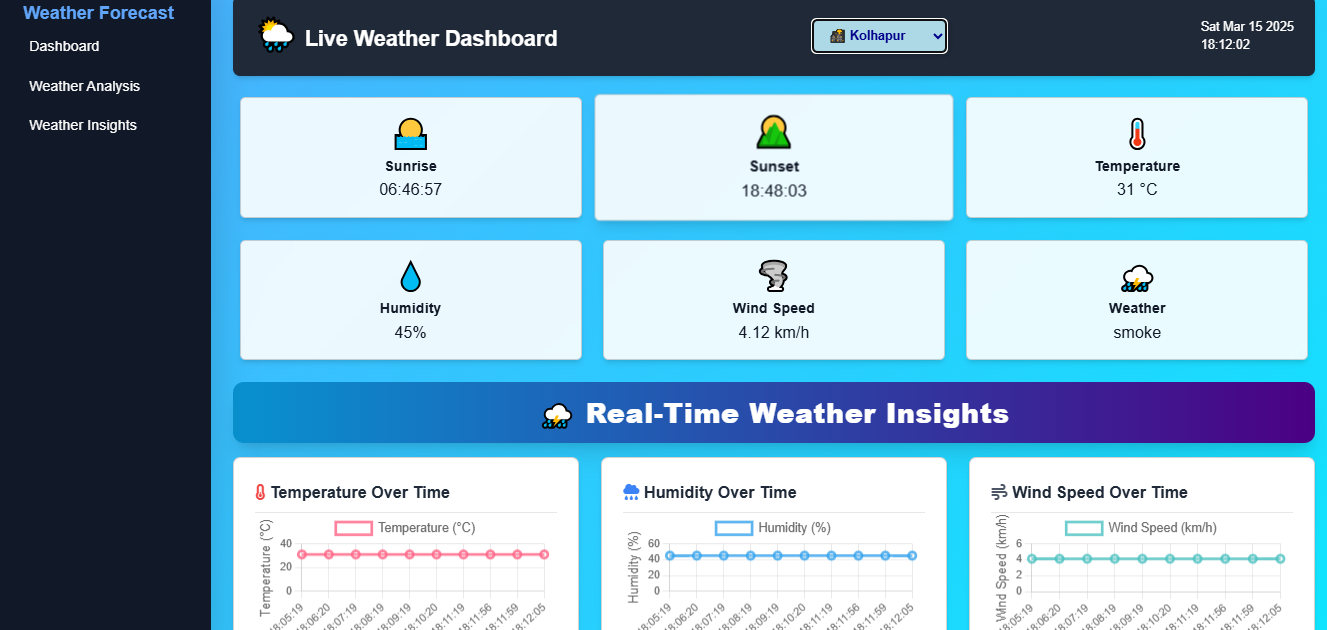 Weather Forecast
Dashboard
Weather Analysis
Weather Insights
Live Weather Dashboard
Kolhapur
Sat Mar 15 2025
18:12:02
Sunrise
06:46:57
Sunset
18:48:03
Temperature
31 °C
Humidity
45%
Wind Speed
4.12 km/h
Weather
smoke
Real-Time Weather Insights
Temperature Over Time
Temperature (°C)
Temperature (°C)
40
20
0
18:05:19 18:06:20 18:07:19 18:08:19 18:09:19 18:10:20 18:11:19 18:11:56 18:11:59 18:12:05
Humidity Over Time
Humidity (%)
Humidity (%)
60
40
20
0
18:05:19 18:06:20 18:07:19 18:08:19 18:09:19 18:10:20 18:11:19 18:11:56 18:11:59 18:12:05
Wind Speed Over Time
Wind Speed (km/h)
Wind Speed (km/h)
6
4
2
0
18:05:19 18:06:20 18:07:19 18:08:19 18:09:19 18:10:20 18:11:19 18:11:56 18:11:59 18:12:05